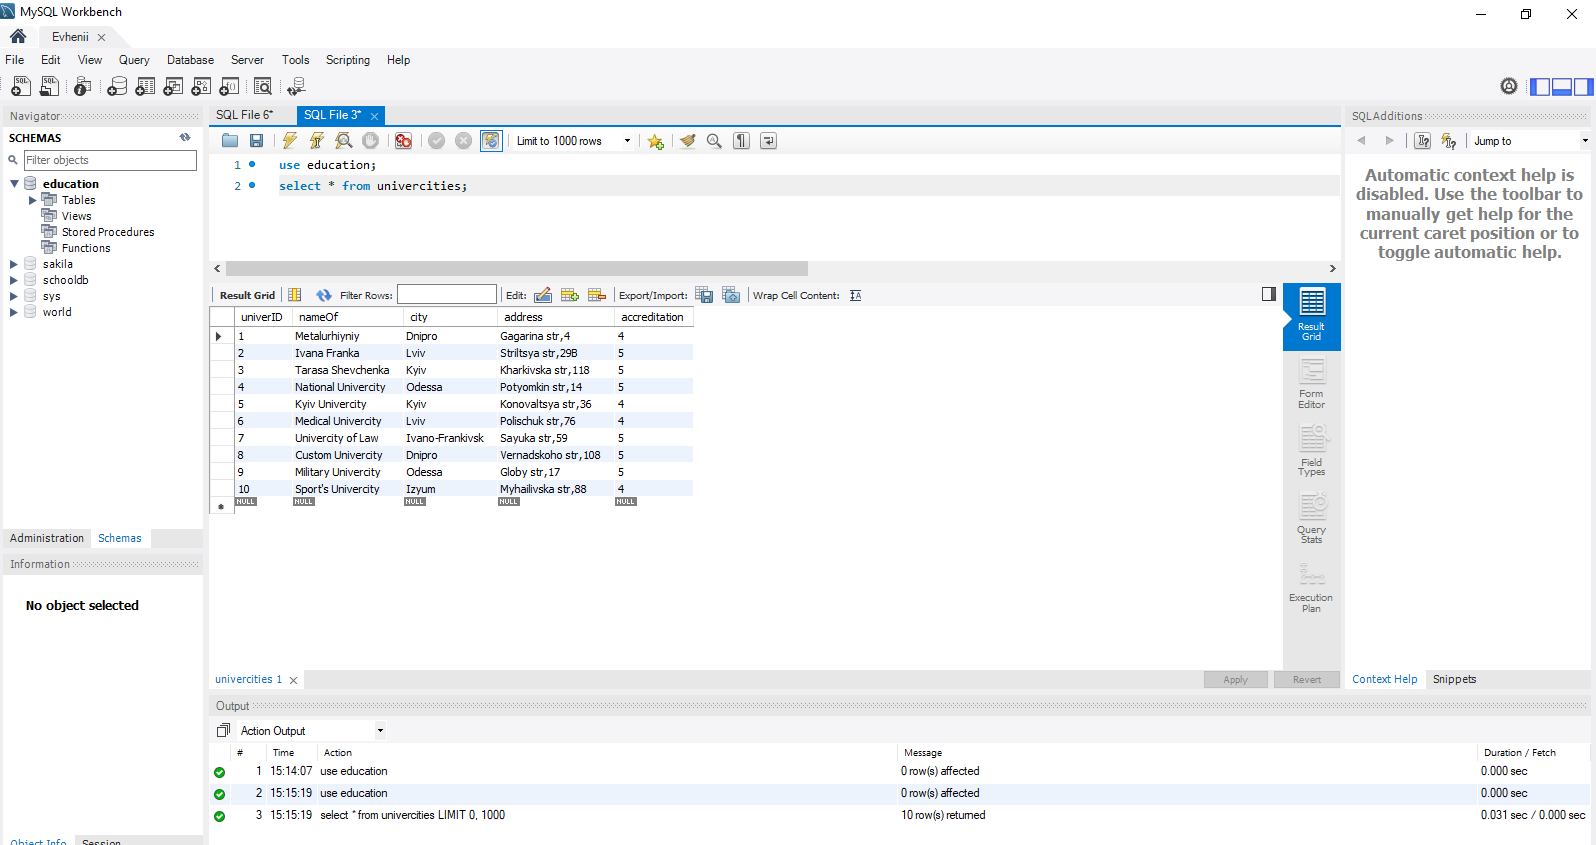 MySQL Workbench
Evhenii
File Edit View Query Database Server Tools Scripting Help
Navigator
SCHEMAS
Filter objects
education
Tables
Views
Stored Procedures
Functions
sakila
schooldb
sys
world
Administration Schemas
Information
No object selected
Object Info Session
SQL File 6* SQL File 3*
Limit to 1000 rows
1 use education;
2 select * from univercities;
Result Grid Filter Rows: Edit: Export/Import: Wrap Cell Content:
univerID nameOf city address accreditation
1 Metalurhiyniy Dnipro Gagarina str,4 4
2 Ivana Franka Lviv Striltsya str,29B 5
3 Tarasa Shevchenka Kyiv Kharkivska str,118 5
4 National Univercity Odessa Potyomkin str,14 5
5 Kyiv Univercity Kyiv Konovaltsya str,36 4
6 Medical Univercity Lviv Polischuk str,76 4
7 Univercity of Law Ivano-Frankivsk Sayuka str,59 5
8 Custom Univercity Dnipro Vernadskoho str,108 5
9 Military Univercity Odessa Globy str,17 5
10 Sport's Univercity Izyum Myhailivska str,88 4
NULL NULL NULL NULL NULL
Result
Grid
Form
Editor
Field
Types
Query
Stats
Execution
Plan
univercities 1
Apply Revert
SQLAdditions
Jump to
Automatic context help is
disabled. Use the toolbar to
manually get help for the
current caret position or to
toggle automatic help.
Context Help Snippets
Output
Action Output
# Time Action Message Duration / Fetch
1 15:14:07 use education 0 row(s) affected 0.000 sec
2 15:15:19 use education 0 row(s) affected 0.000 sec
3 15:15:19 select * from univercities LIMIT 0, 1000 10 row(s) returned 0.031 sec / 0.000 sec